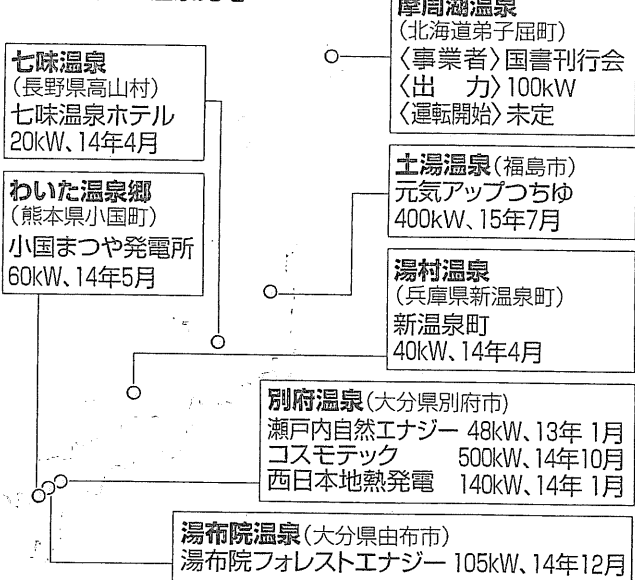 摩周湖温泉
(北海道弟子屈町)
〈事業者〉国書刊行会
〈出　力〉100kW
〈運転開始〉未定
七味温泉
(長野県高山村)
七味温泉ホテル
20kW、14年4月
土湯温泉(福島市)
元気アップつちゆ
400kW、15年7月
わいた温泉郷
(熊本県小国町)
小国まつや発電所
60kW、14年5月
湯村温泉
(兵庫県新温泉町)
新温泉町
40kW、14年4月
別府温泉(大分県別府市)
瀬戸内自然エナジー 48kW、13年 1月
コスモテック 500kW、14年10月
西日本地熱発電 140kW、14年 1月
湯布院温泉(大分県由布市)
湯布院フォレストエナジー 105kW、14年12月